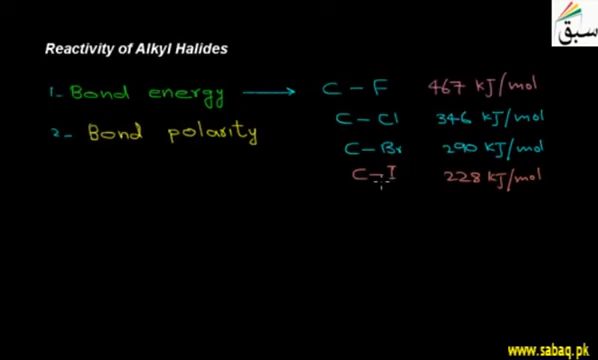 سبق
Reactivity of Alkyl Halides
1- Bond energy → C – F 467 KJ/mol
2- Bond polarity C – Cl 346 KJ/mol
C – Br 290 KJ/mol
C – I 228 KJ/mol
www.sabaq.pk